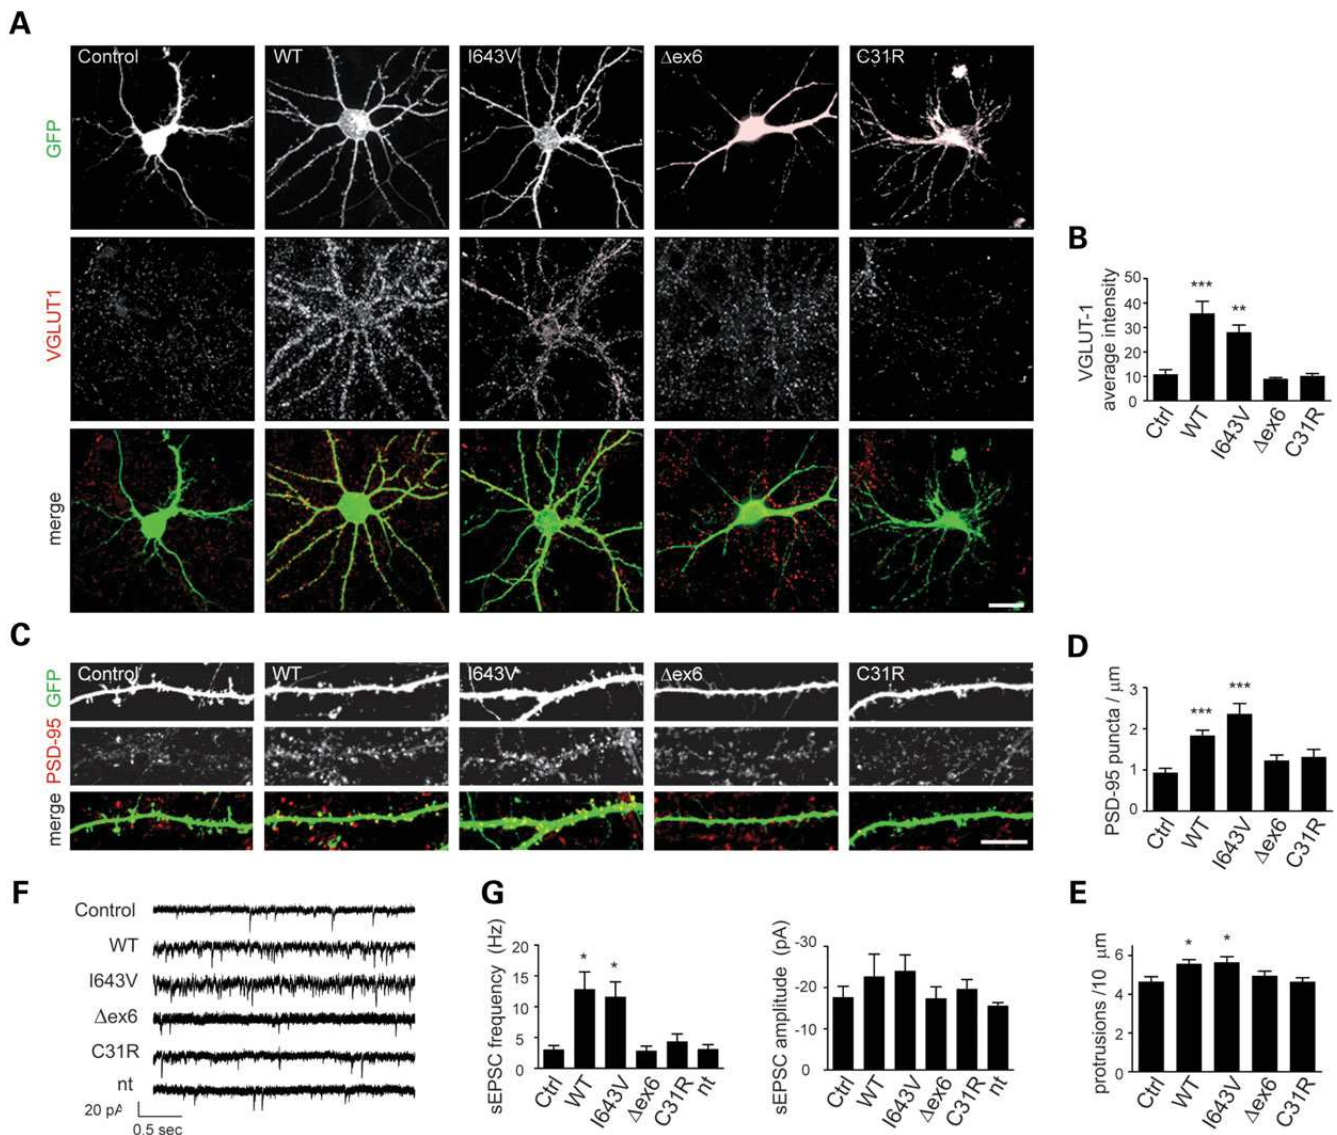 A
Control
WT
I643V
Δex6
C31R
GFP
VGLUT1
merge
B
VGLUT-1
average intensity
50
40
30
20
10
0
***
**
Ctrl
WT
I643V
Δex6
C31R
C
Control
WT
I643V
Δex6
C31R
GFP
PSD-95
merge
D
PSD-95 puncta / μm
3
2
1
0
***
***
Ctrl
WT
I643V
Δex6
C31R
F
Control
WT
I643V
Δex6
C31R
nt
20 pA
0.5 sec
G
sEPSC frequency (Hz)
20
15
10
5
0
*
*
Ctrl
WT
I643V
Δex6
C31R
nt
sEPSC amplitude (pA)
-30
-20
-10
0
Ctrl
WT
I643V
Δex6
C31R
nt
E
protrusions /10 μm
6
4
2
0
*
*
Ctrl
WT
I643V
Δex6
C31R